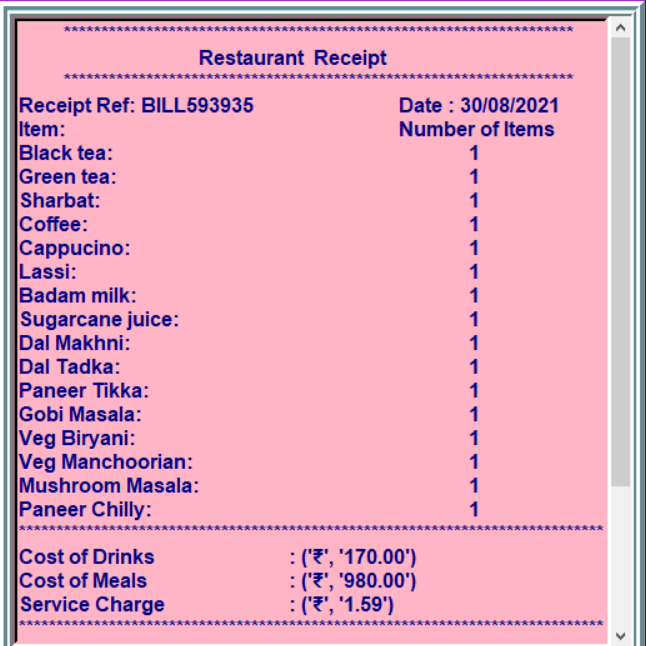 ********************************************************************
Restaurant Receipt
********************************************************************
Receipt Ref: BILL593935 Date : 30/08/2021
Item: Number of Items
Black tea: 1
Green tea: 1
Sharbat: 1
Coffee: 1
Cappucino: 1
Lassi: 1
Badam milk: 1
Sugarcane juice: 1
Dal Makhni: 1
Dal Tadka: 1
Paneer Tikka: 1
Gobi Masala: 1
Veg Biryani: 1
Veg Manchoorian: 1
Mushroom Masala: 1
Paneer Chilly: 1
******************************************************************************
Cost of Drinks : ('₹', '170.00')
Cost of Meals : ('₹', '980.00')
Service Charge : ('₹', '1.59')
******************************************************************************